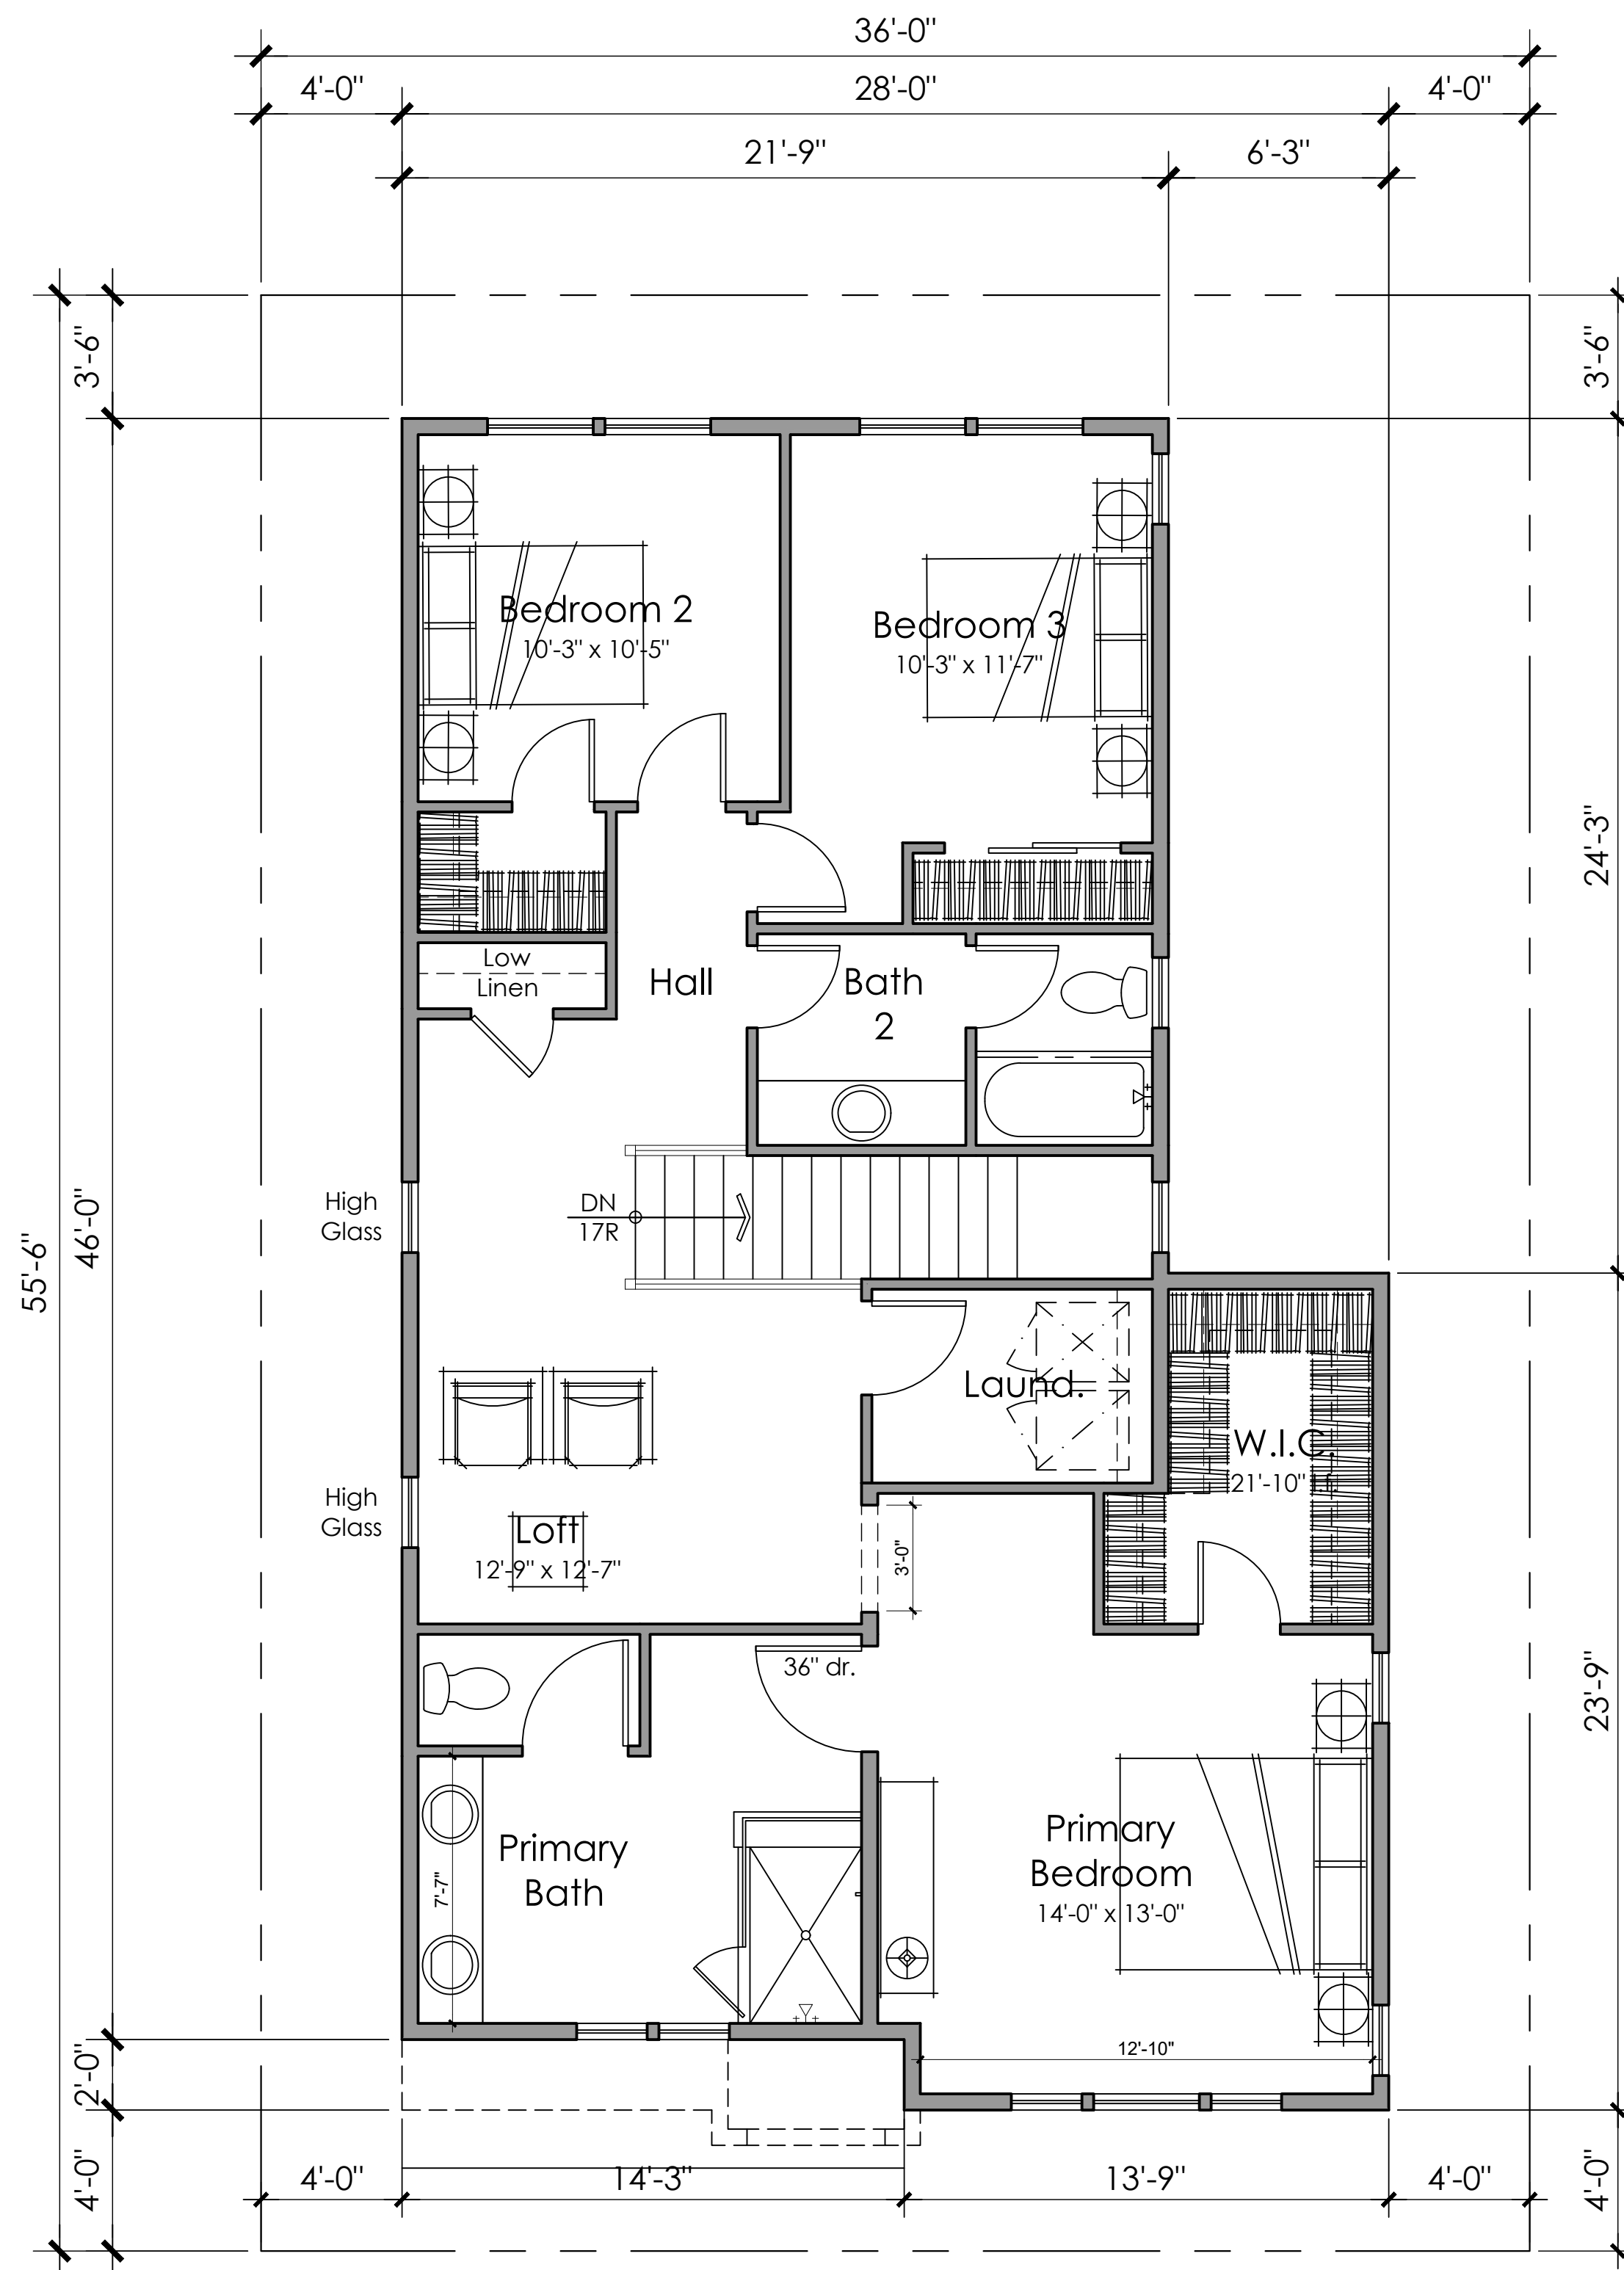 36'-0"
4'-0"
28'-0"
4'-0"
21'-9"
6'-3"
3'-6"
3'-6"
Bedroom 2
10'-3" x 10'-5"
Bedroom 3
10'-3" x 11'-7"
24'-3"
Low
Linen
Hall
Bath
2
High
Glass
DN
17R
46'-0"
55'-6"
Laund.
W.I.C.
21'-10" l.f.
High
Glass
Loft
12'-9" x 12'-7"
3'-0"
36" dr.
23'-9"
Primary
Bath
7'-7"
Primary
Bedroom
14'-0" x 13'-0"
12'-10"
2'-0"
4'-0"
4'-0"
14'-3"
13'-9"
4'-0"
4'-0"